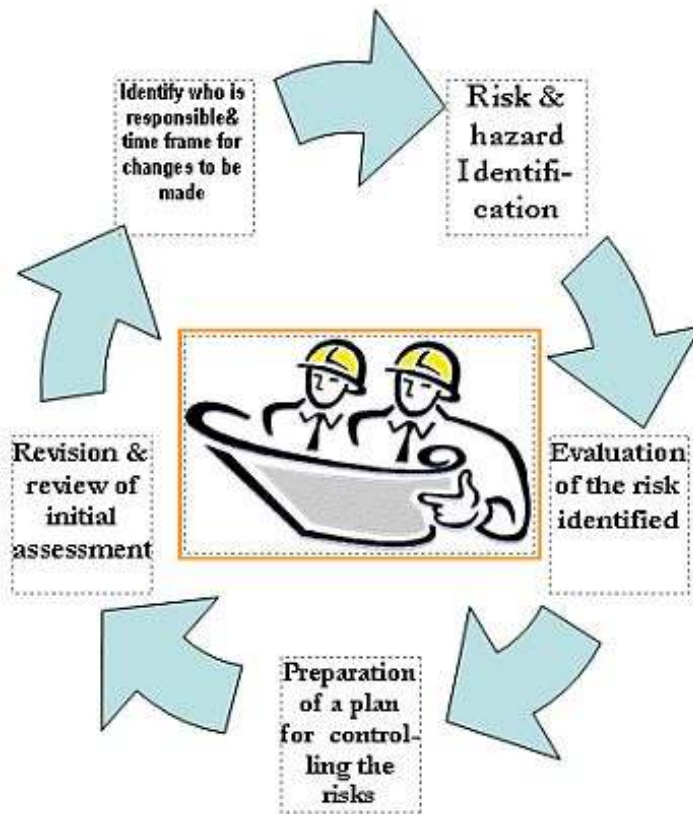 Identify who is
responsible&
time frame for
changes to be
made
Risk &
hazard
Identifi-
cation
Evaluation
of the risk
identified
Preparation
of a plan
for control-
ling the
risks
Revision &
review of
initial
assessment